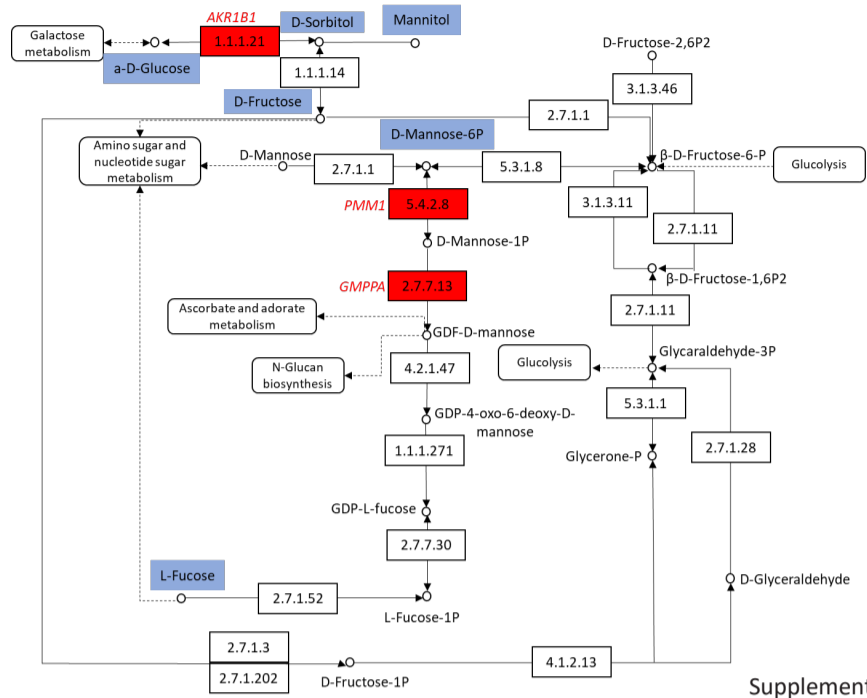 AKR1B1
D-Sorbitol
Mannitol
Galactose
metabolism
1.1.1.21
a-D-Glucose
1.1.1.14
D-Fructose-2,6P2
3.1.3.46
D-Fructose
2.7.1.1
D-Mannose-6P
Amino sugar and
nucleotide sugar
metabolism
D-Mannose
2.7.1.1
5.3.1.8
β-D-Fructose-6-P
Glucolysis
PMM1
5.4.2.8
3.1.3.11
2.7.1.11
D-Mannose-1P
GMPPA
2.7.7.13
β-D-Fructose-1,6P2
Ascorbate and adorate
metabolism
2.7.1.11
GDF-D-mannose
N-Glucan
biosynthesis
4.2.1.47
Glucolysis
Glycaraldehyde-3P
5.3.1.1
GDP-4-oxo-6-deoxy-D-
mannose
1.1.1.271
2.7.1.28
Glycerone-P
GDP-L-fucose
2.7.7.30
L-Fucose
2.7.1.52
L-Fucose-1P
D-Glyceraldehyde
2.7.1.3
2.7.1.202
D-Fructose-1P
4.1.2.13
Supplement